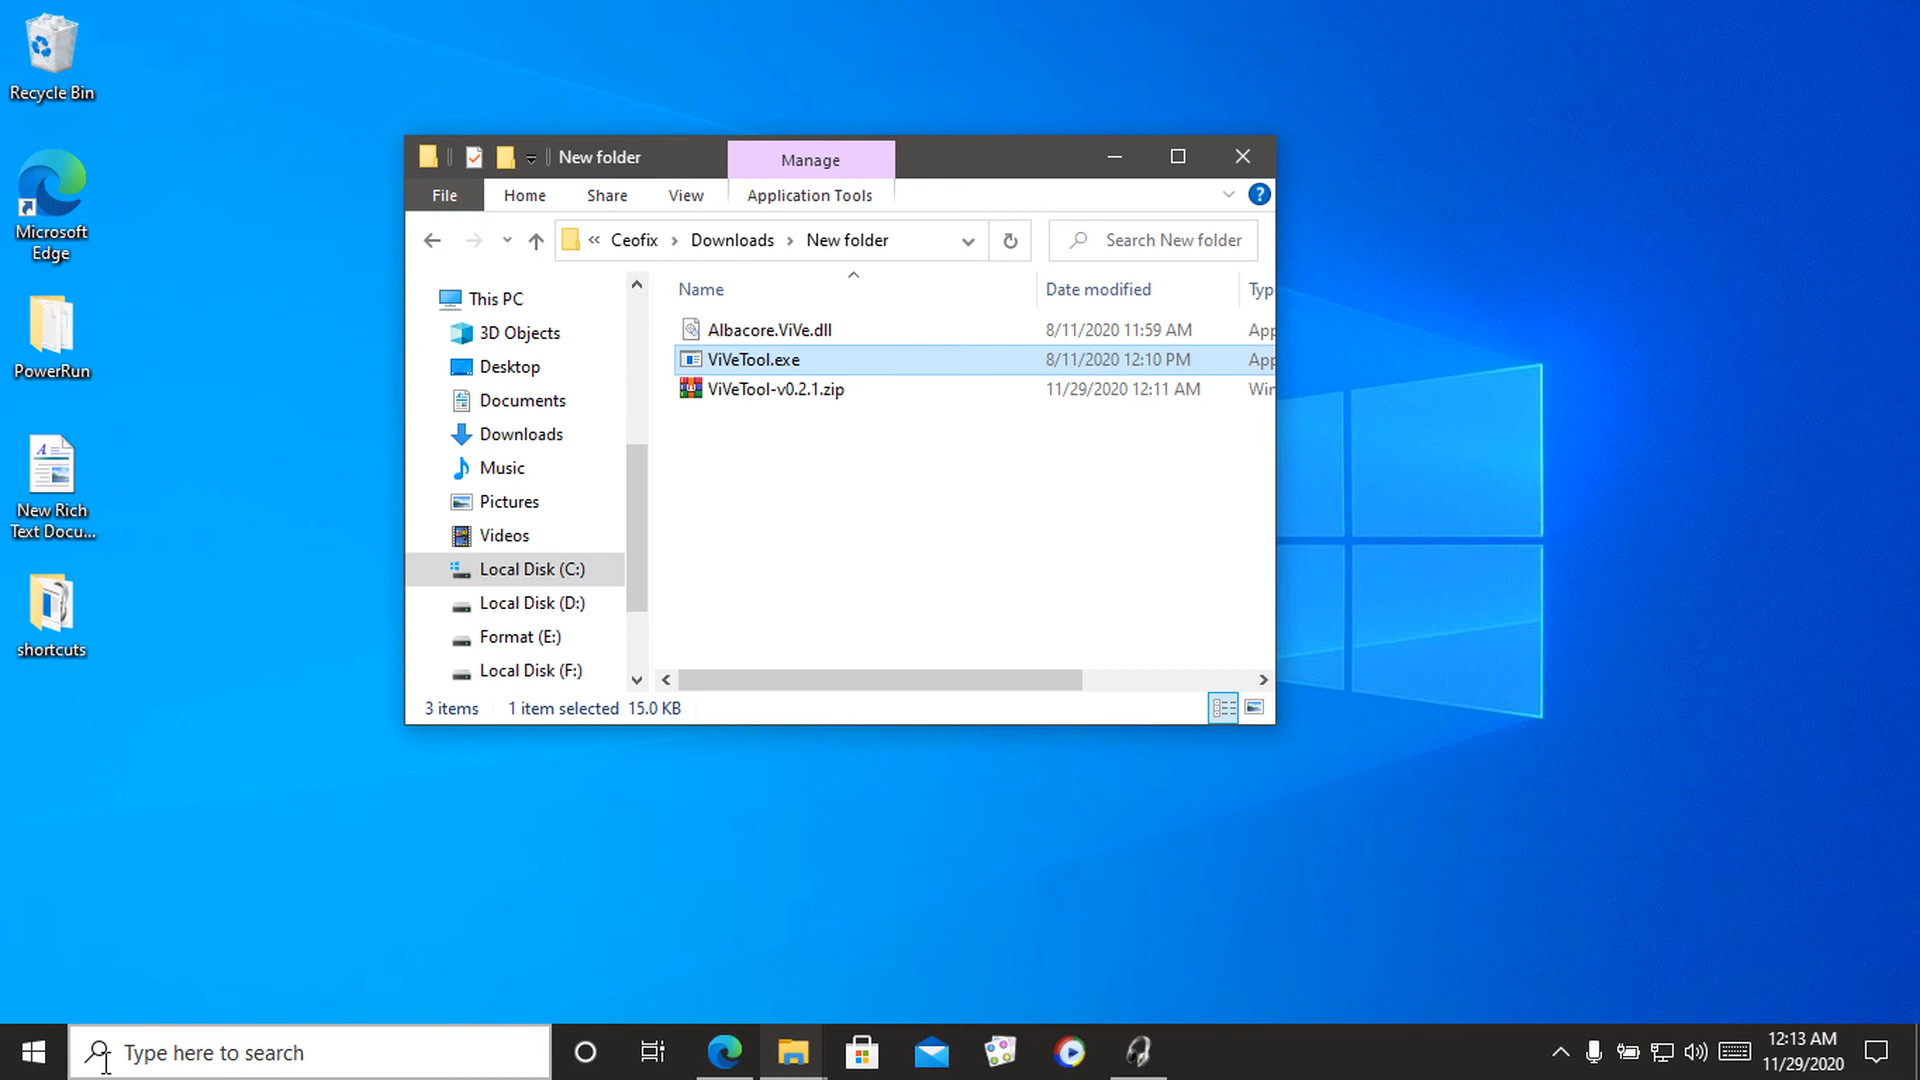 Recycle Bin
Microsoft
Edge
PowerRun
New Rich
Text Docu...
shortcuts
New folder
Manage
File
Home
Share
View
Application Tools
?
« Ceofix > Downloads > New folder
Search New folder
This PC
3D Objects
Desktop
Documents
Downloads
Music
Pictures
Videos
Local Disk (C:)
Local Disk (D:)
Format (E:)
Local Disk (F:)
Name Date modified Typ
Albacore.ViVe.dll 8/11/2020 11:59 AM App
ViVeTool.exe 8/11/2020 12:10 PM App
ViVeTool-v0.2.1.zip 11/29/2020 12:11 AM Win
3 items 1 item selected 15.0 KB
Type here to search
12:13 AM
11/29/2020